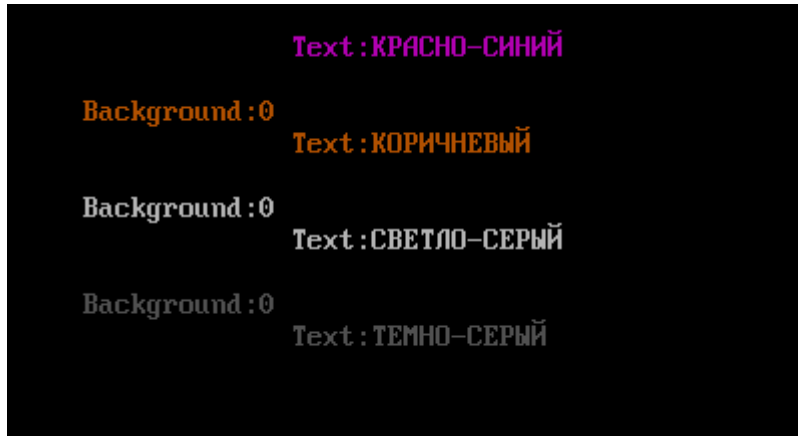 Text:КРАСНО-СИНИЙ
Background:0
Text:КОРИЧНЕВЫЙ
Background:0
Text:СВЕТЛО-СЕРЫЙ
Background:0
Text:ТЕМНО-СЕРЫЙ